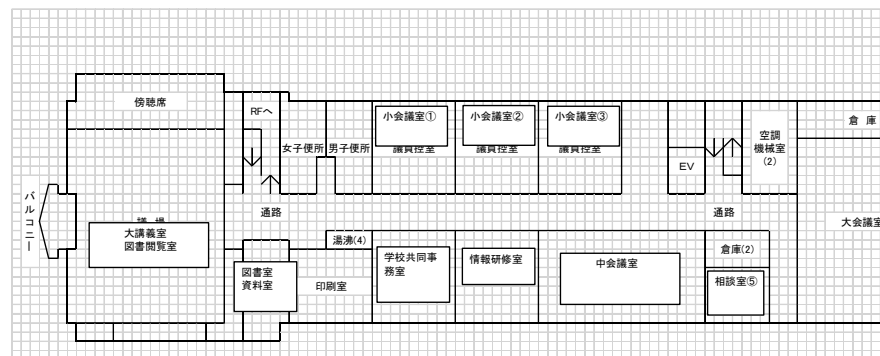 傍聴席
RFへ
女子便所
男子便所
小会議室①
議員控室
小会議室②
議員控室
小会議室③
議員控室
EV
空調
機械室
(2)
倉 庫
バルコニー
議 場
大講義室
図書閲覧室
通路
通路
大会議室
湯沸(4)
図書室
資料室
印刷室
学校共同事
務室
情報研修室
中会議室
倉庫(2)
相談室⑤